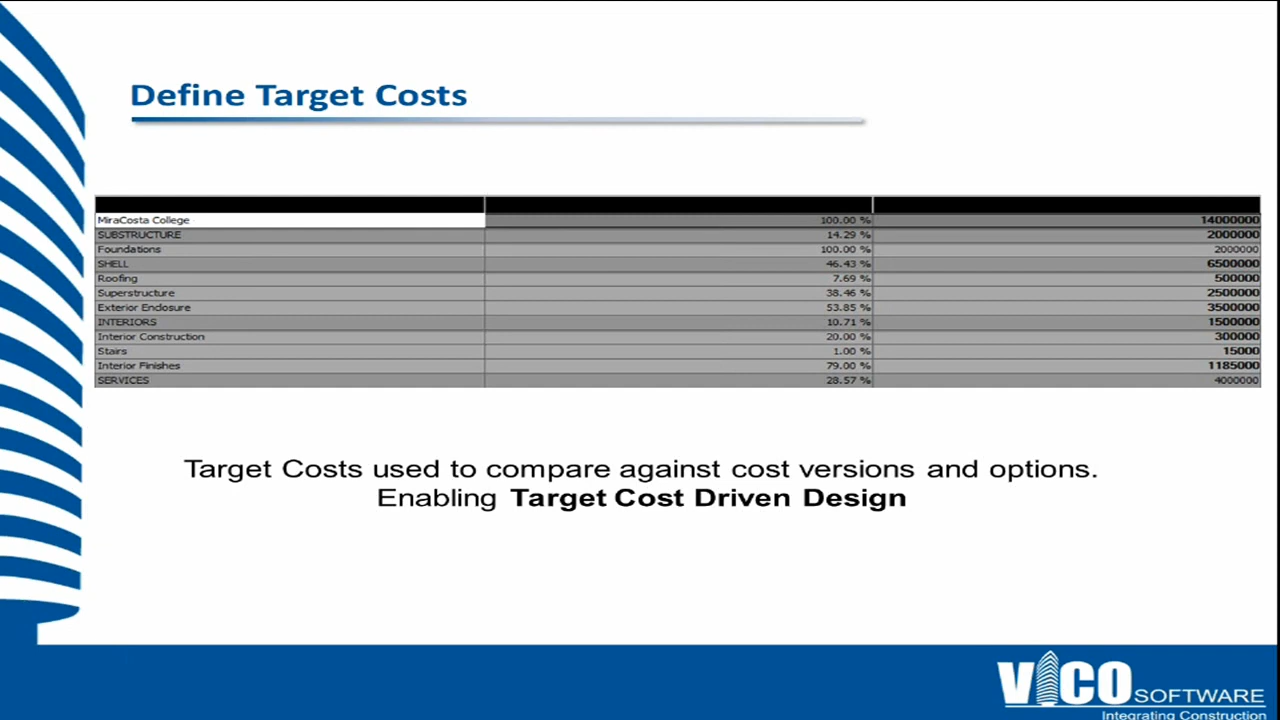 Define Target Costs
MiraCosta College 100.00 % 14000000
SUBSTRUCTURE 14.29 % 2000000
Foundations 100.00 % 2000000
SHELL 46.43 % 6500000
Roofing 7.69 % 500000
Superstructure 38.46 % 2500000
Exterior Enclosure 53.85 % 3500000
INTERIORS 10.71 % 1500000
Interior Construction 20.00 % 300000
Stairs 1.00 % 15000
Interior Finishes 79.00 % 1185000
SERVICES 28.57 % 4000000
Target Costs used to compare against cost versions and options.
Enabling Target Cost Driven Design
VICO SOFTWARE
Integrating Construction